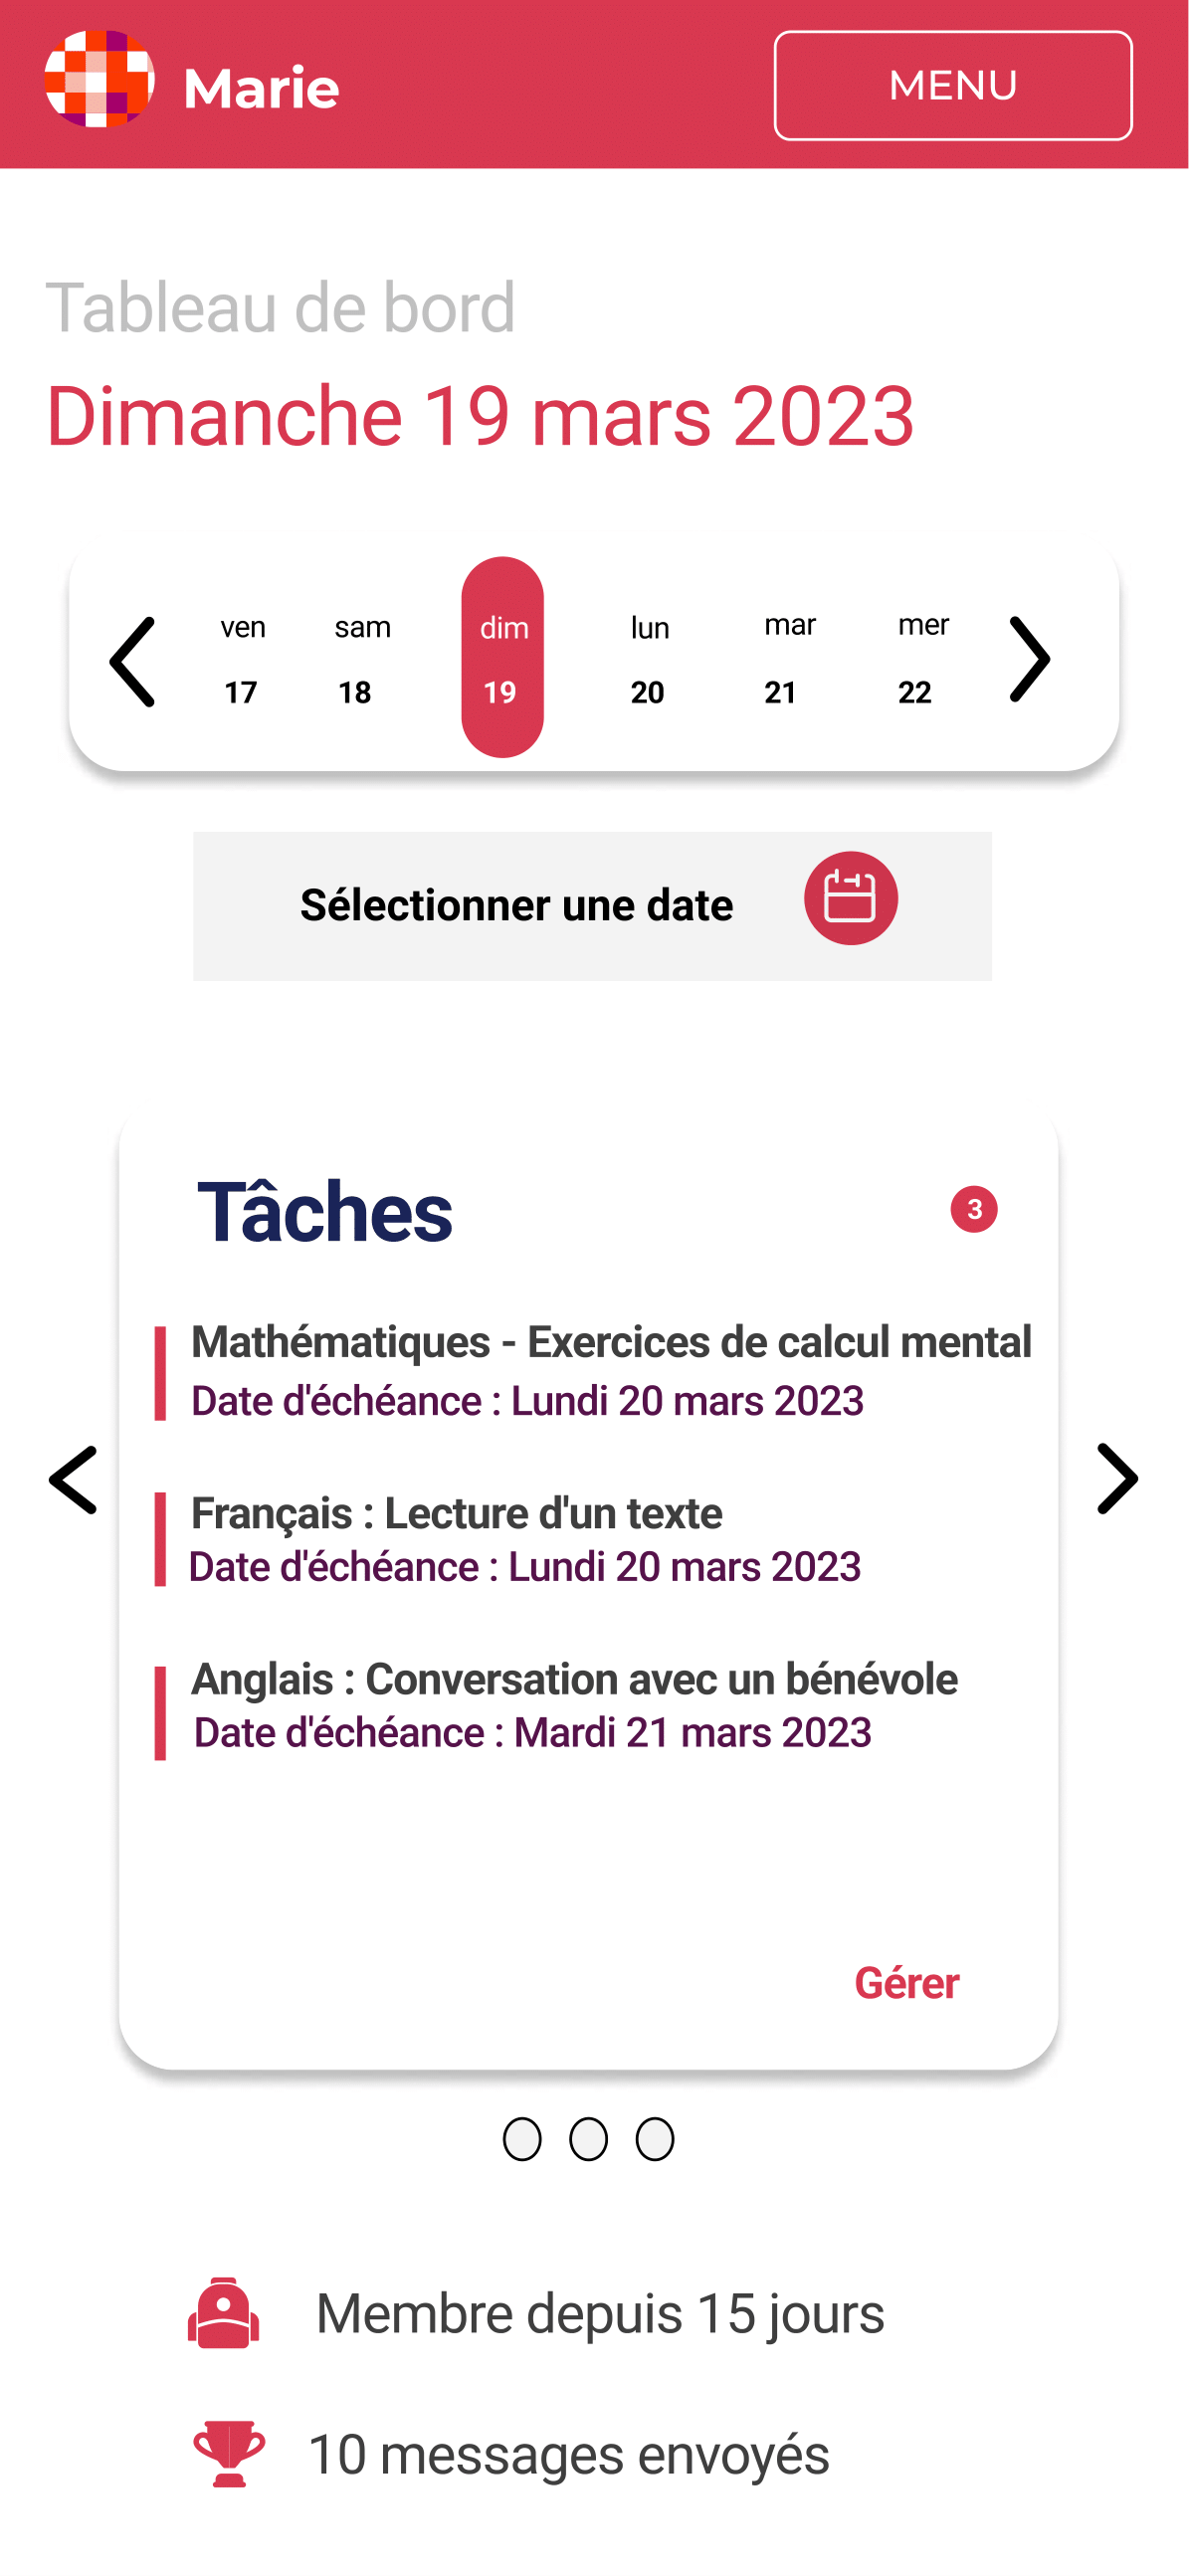 Marie
MENU
Tableau de bord
Dimanche 19 mars 2023
ven sam dim lun mar mer
17 18 19 20 21 22
Sélectionner une date
Tâches
3
Mathématiques - Exercices de calcul mental
Date d'échéance : Lundi 20 mars 2023
Français : Lecture d'un texte
Date d'échéance : Lundi 20 mars 2023
Anglais : Conversation avec un bénévole
Date d'échéance : Mardi 21 mars 2023
Gérer
Membre depuis 15 jours
10 messages envoyés